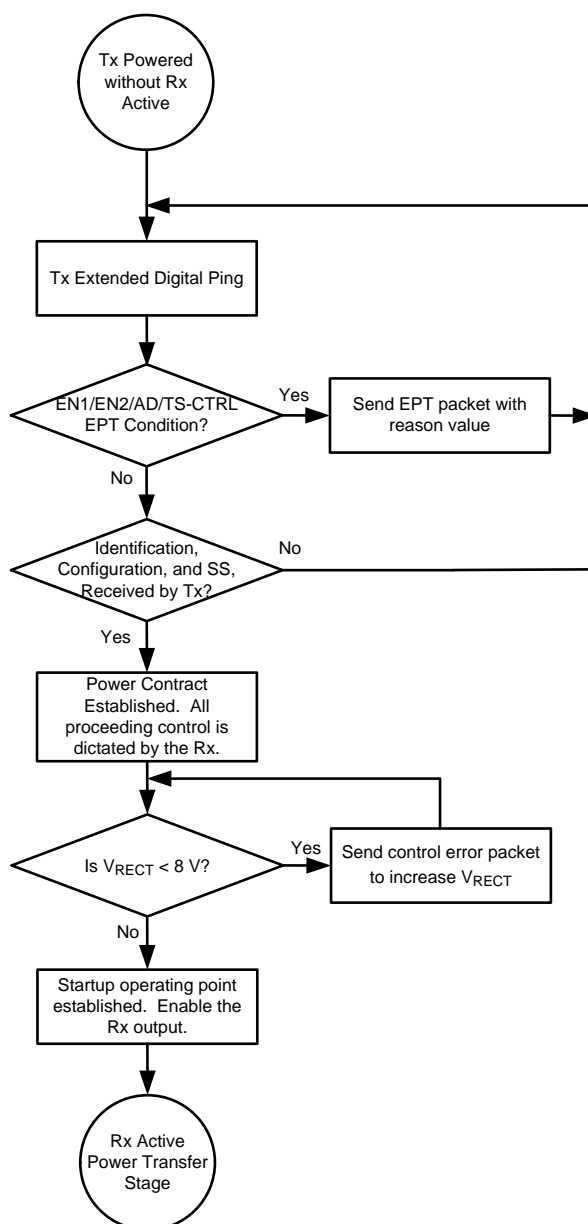 Tx Powered
without Rx
Active
Tx Extended Digital Ping
EN1/EN2/AD/TS-CTRL
EPT Condition?
Yes
Send EPT packet with
reason value
No
Identification,
Configuration, and SS,
Received by Tx?
No
Yes
Power Contract
Established. All
proceeding control is
dictated by the Rx.
Is VRECT < 8 V?
Yes
Send control error packet
to increase VRECT
No
Startup operating point
established. Enable the
Rx output.
Rx Active
Power Transfer
Stage